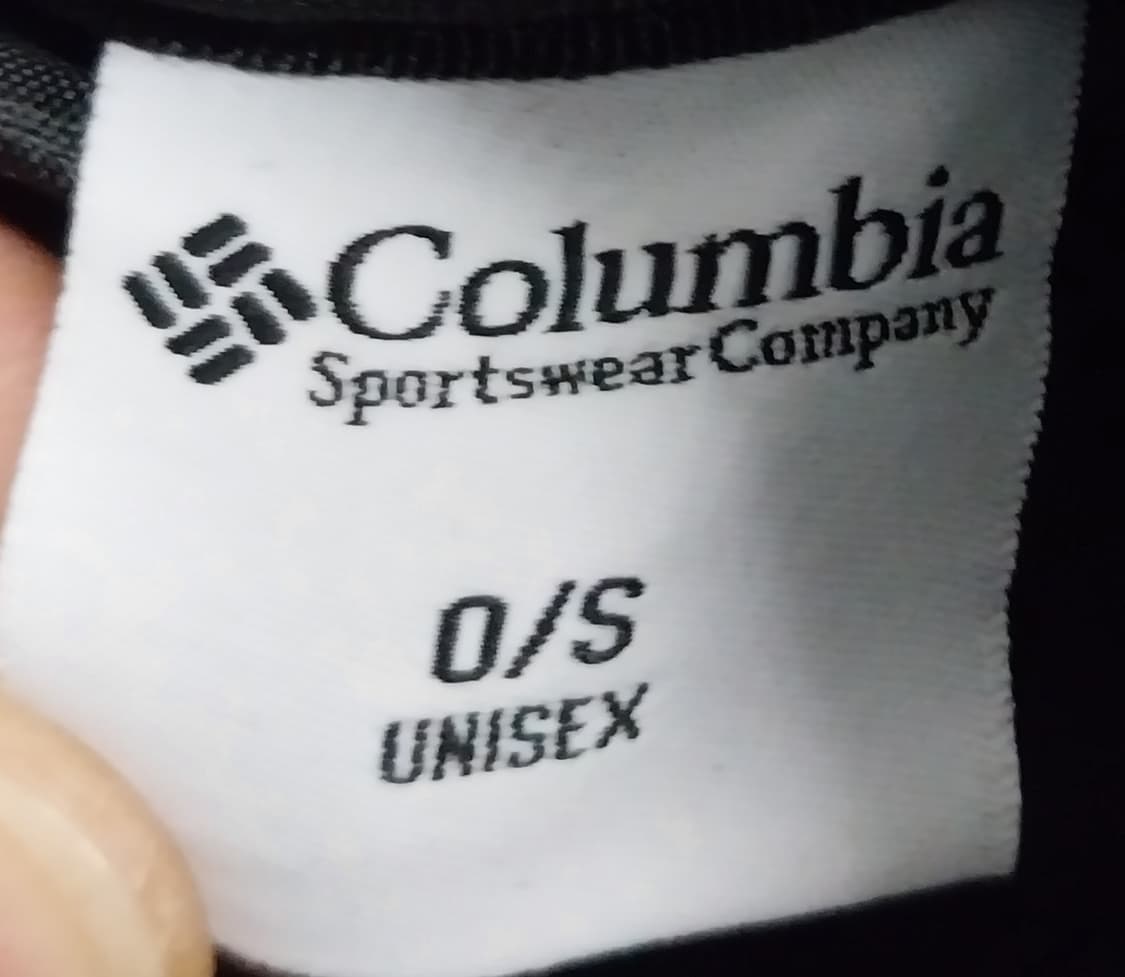 Columbia
Sportswear Company
O/S
UNISEX